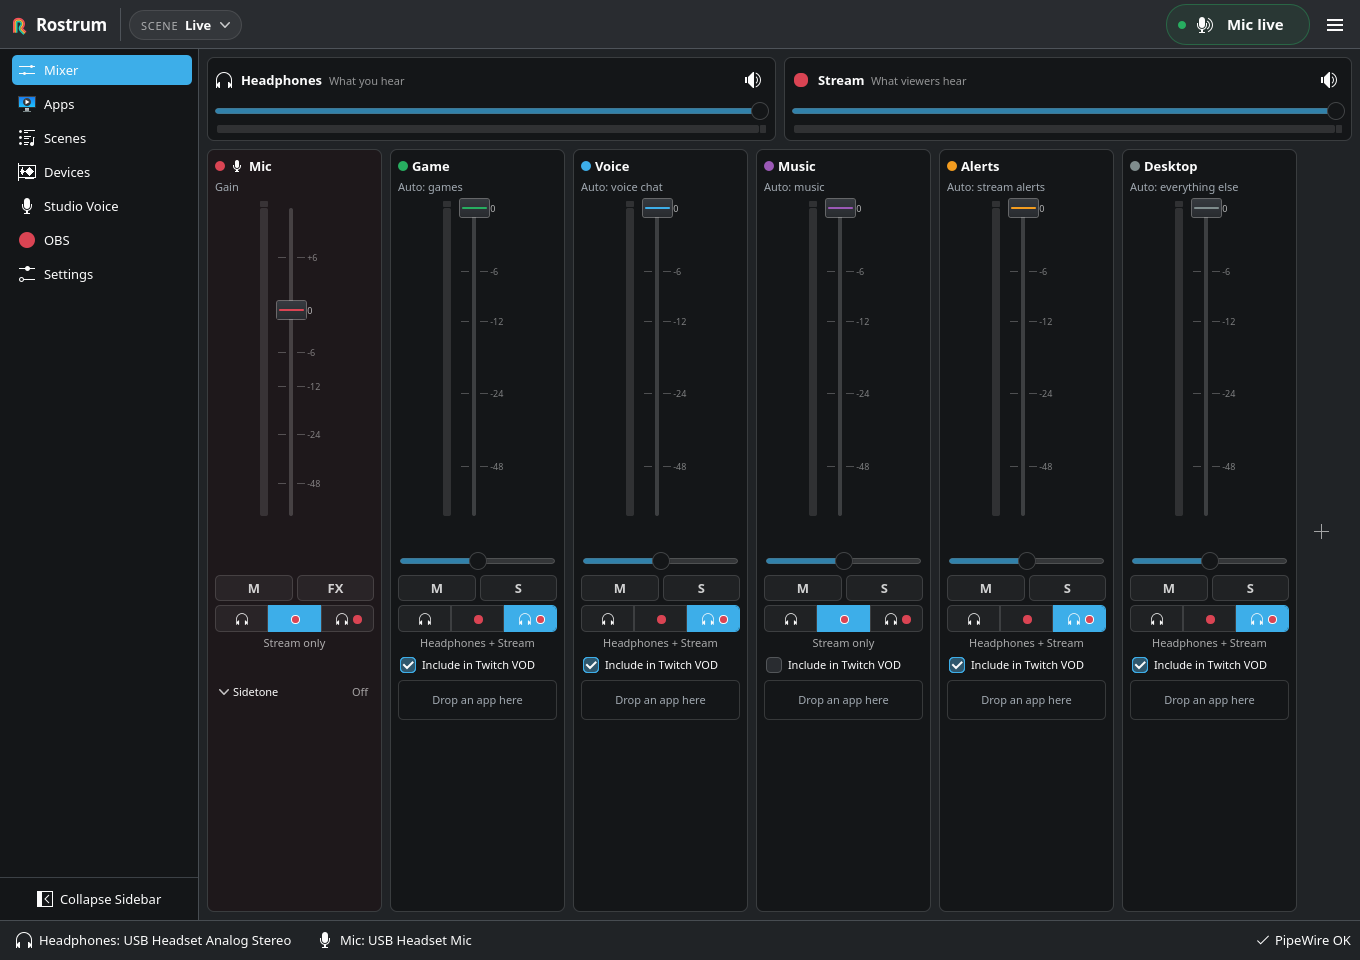 Rostrum
SCENE Live
Mic live
Mixer
Apps
Scenes
Devices
Studio Voice
OBS
Settings
Collapse Sidebar
Headphones What you hear
Stream What viewers hear
Mic
Gain
+6
0
-6
-12
-24
-48
M FX
Stream only
Sidetone Off
Game
Auto: games
0
-6
-12
-24
-48
M S
Headphones + Stream
Include in Twitch VOD
Drop an app here
Voice
Auto: voice chat
0
-6
-12
-24
-48
M S
Headphones + Stream
Include in Twitch VOD
Drop an app here
Music
Auto: music
0
-6
-12
-24
-48
M S
Stream only
Include in Twitch VOD
Drop an app here
Alerts
Auto: stream alerts
0
-6
-12
-24
-48
M S
Headphones + Stream
Include in Twitch VOD
Drop an app here
Desktop
Auto: everything else
0
-6
-12
-24
-48
M S
Headphones + Stream
Include in Twitch VOD
Drop an app here
Headphones: USB Headset Analog Stereo
Mic: USB Headset Mic
PipeWire OK